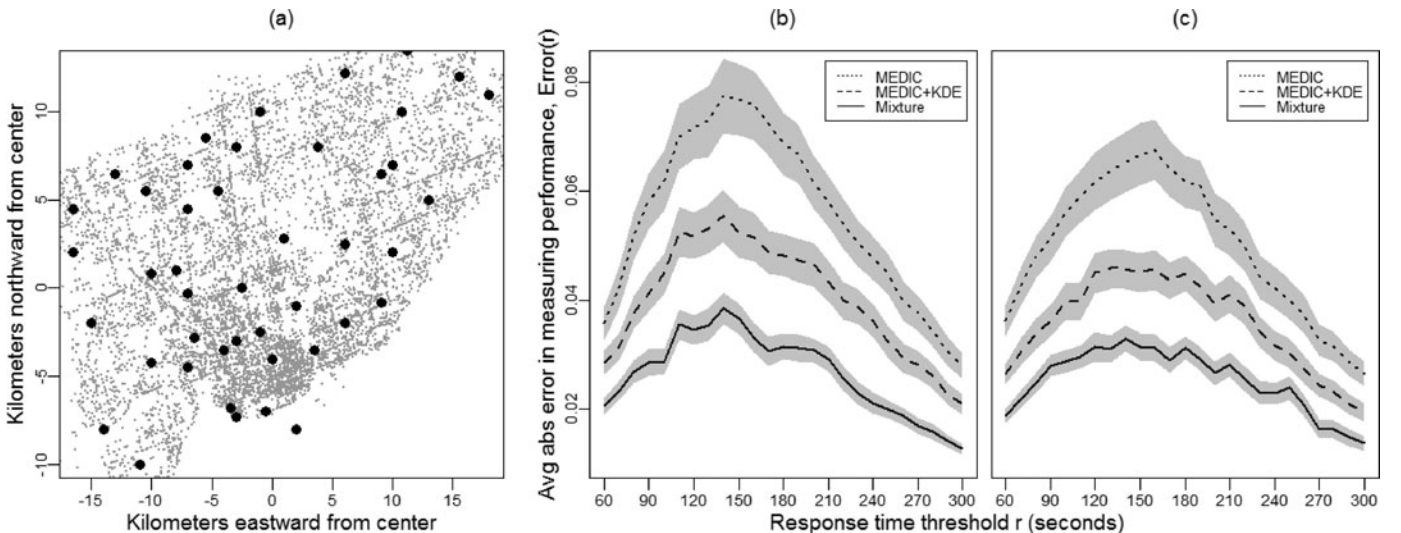 (a)
Kilometers northward from center
10
5
0
-5
-10
-15 -10 -5 0 5 10 15
Kilometers eastward from center
(b)
Avg abs error in measuring performance, Error(r)
0.08
0.06
0.04
0.02
MEDIC
MEDIC+KDE
Mixture
60 90 120 150 180 210 240 270 300
(c)
MEDIC
MEDIC+KDE
Mixture
60 90 120 150 180 210 240 270 300
Response time threshold r (seconds)